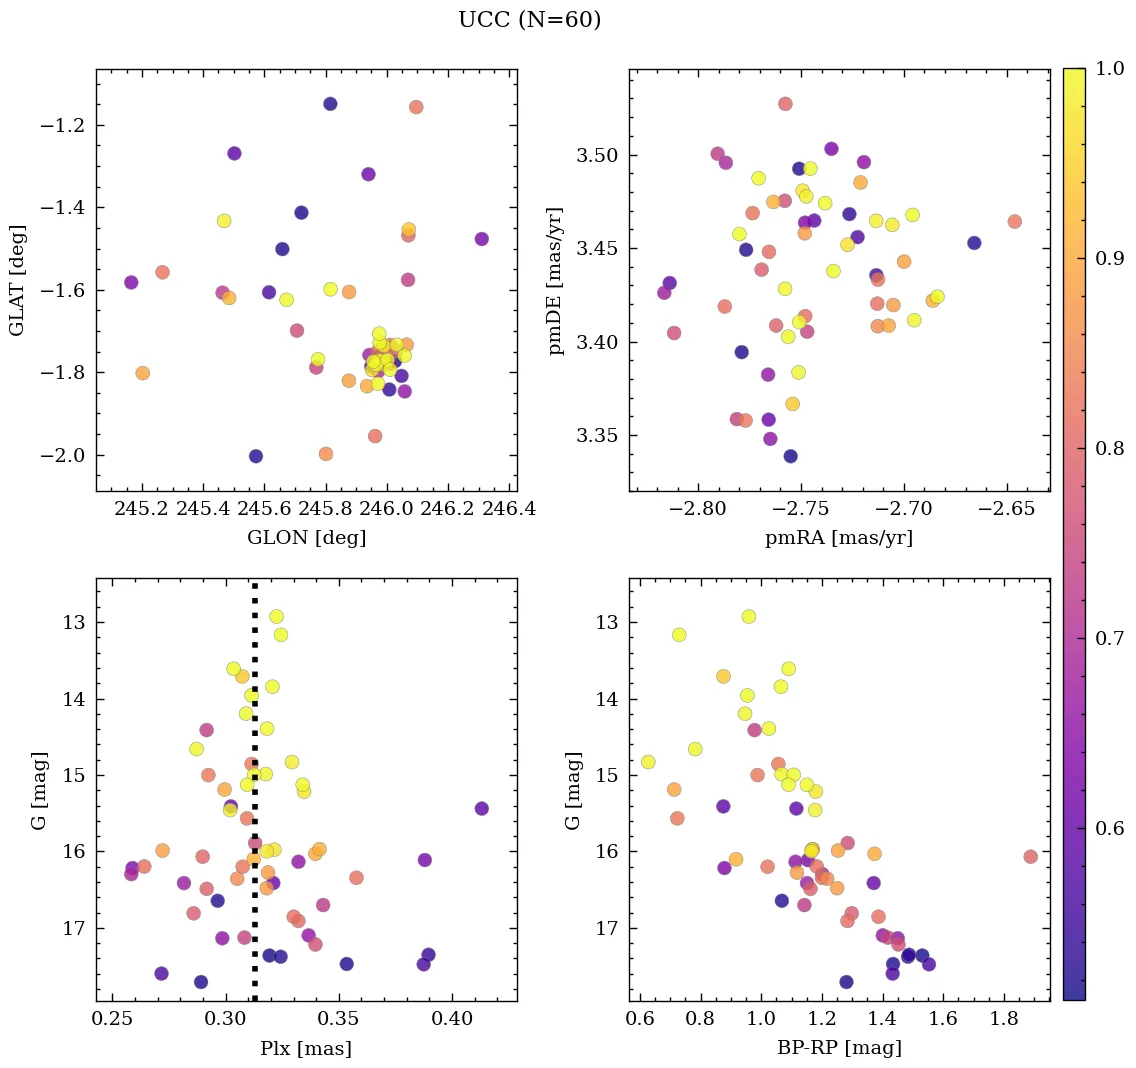 UCC (N=60)
−1.2
−1.4
−1.6
−1.8
−2.0
GLAT [deg]
245.2 245.4 245.6 245.8 246.0 246.2 246.4
GLON [deg]
3.50
3.45
3.40
3.35
pmDE [mas/yr]
−2.80 −2.75 −2.70 −2.65
pmRA [mas/yr]
1.0
0.9
0.8
0.7
0.6
13
14
15
16
17
G [mag]
0.25 0.30 0.35 0.40
Plx [mas]
13
14
15
16
17
G [mag]
0.6 0.8 1.0 1.2 1.4 1.6 1.8
BP-RP [mag]